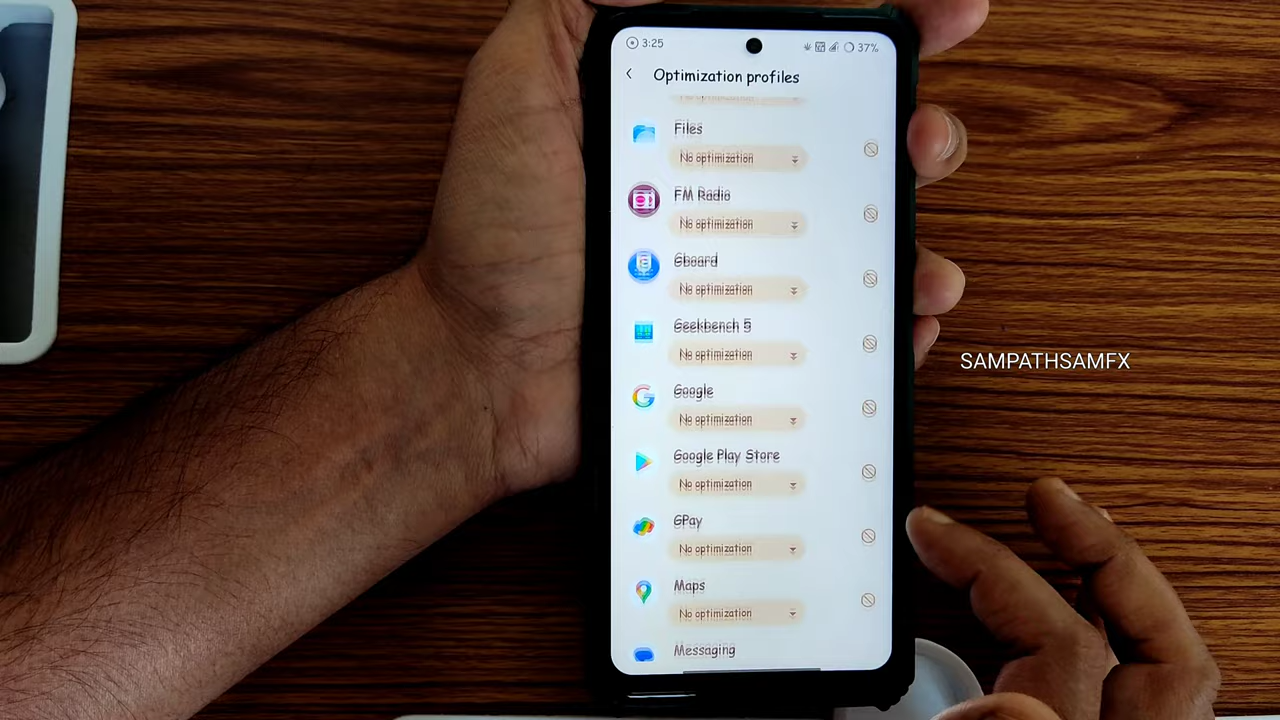 3:25
37%
Optimization profiles
Files
No optimization
FM Radio
No optimization
Gboard
No optimization
Geekbench 5
No optimization
Google
No optimization
Google Play Store
No optimization
GPay
No optimization
Maps
No optimization
Messaging
SAMPATHSAMFX